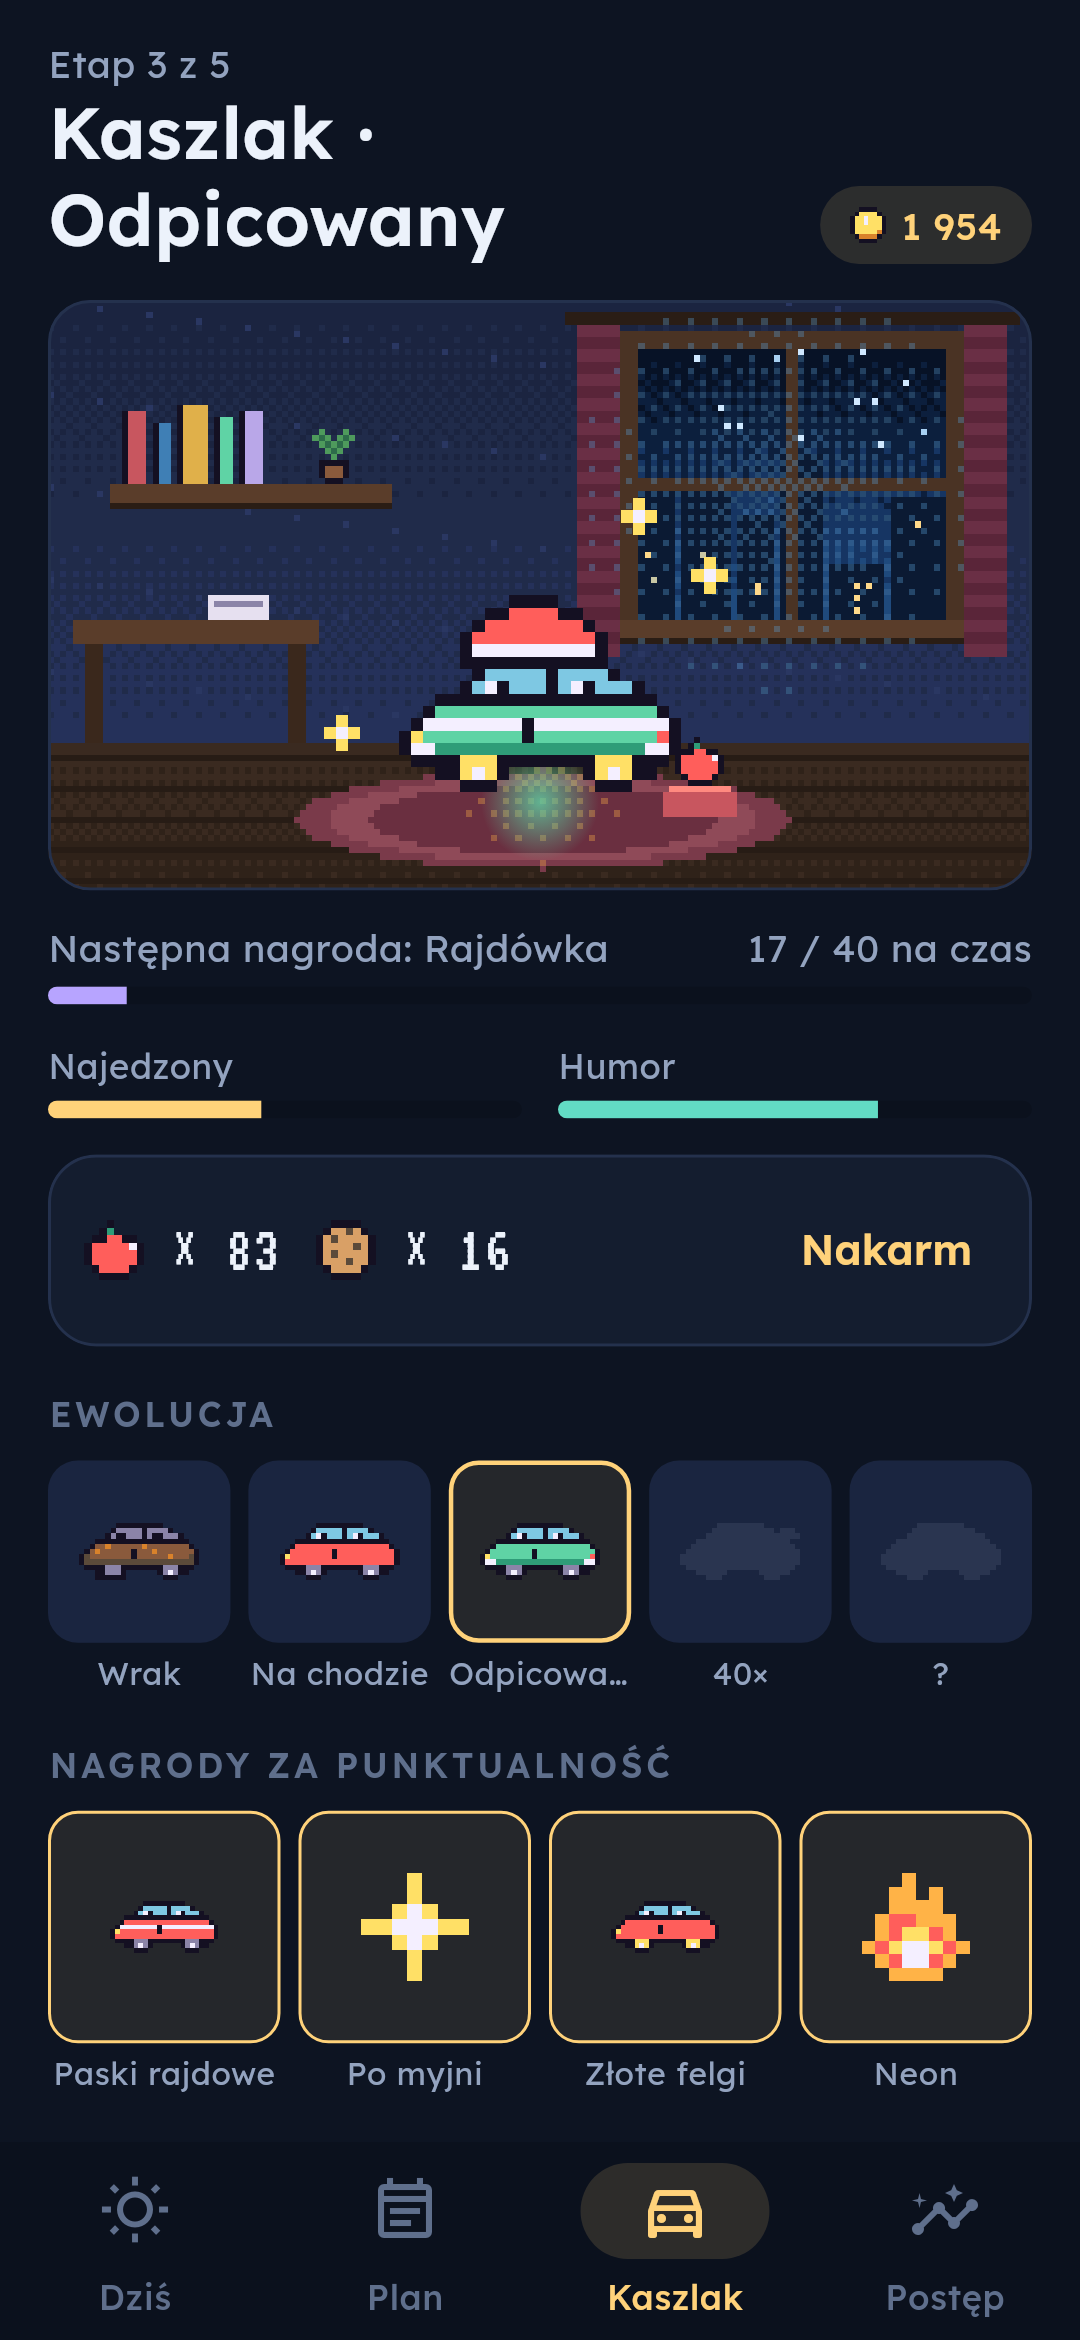 Etap 3 z 5
Kaszlak ·
Odpicowany
1 954
Następna nagroda: Rajdówka
17 / 40 na czas
Najedzony
Humor
X 83
X 16
Nakarm
EWOLUCJA
Wrak
Na chodzie
Odpicowa...
40×
?
NAGRODY ZA PUNKTUALNOŚĆ
Paski rajdowe
Po myjni
Złote felgi
Neon
Dziś
Plan
Kaszlak
Postęp